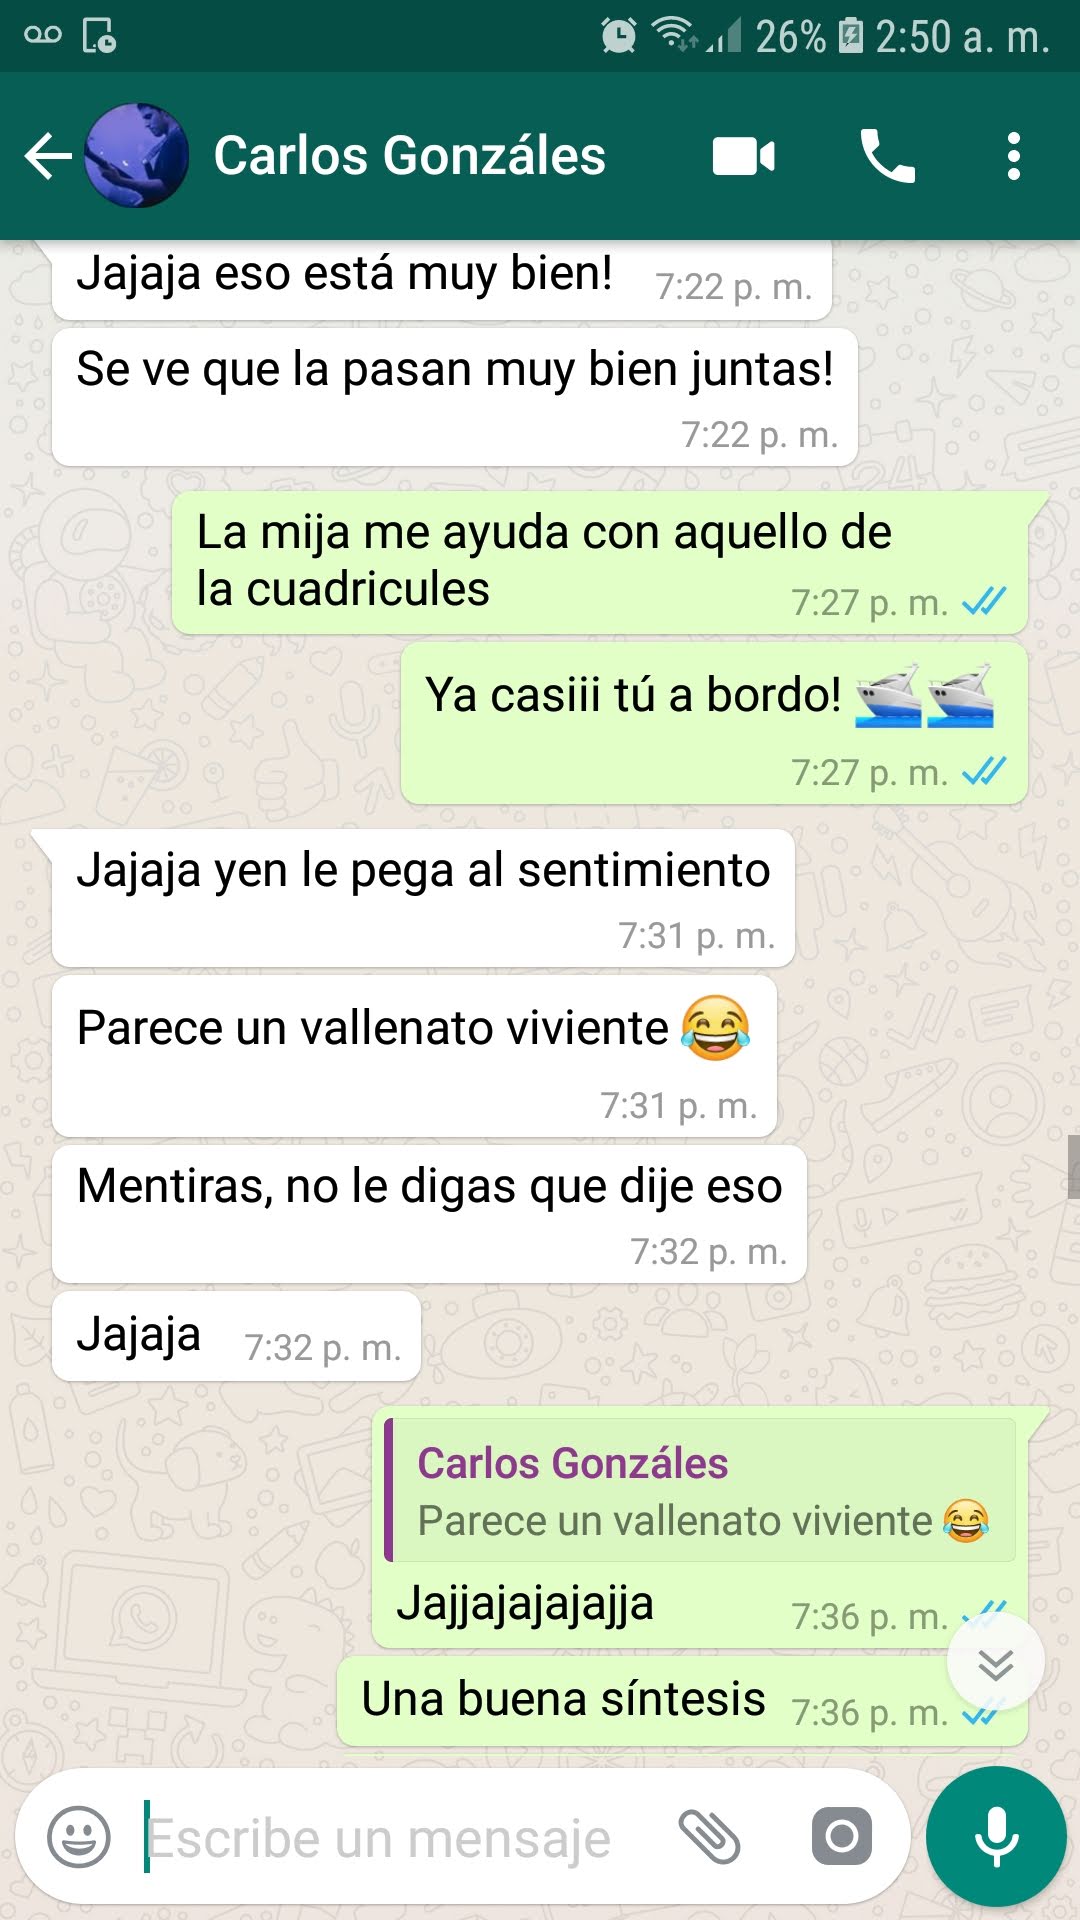 26% 2:50 a. m.
Carlos Gonzáles
Jajaja eso está muy bien! 7:22 p. m.
Se ve que la pasan muy bien juntas!
7:22 p. m.
La mija me ayuda con aquello de
la cuadricules 7:27 p. m.
Ya casiii tú a bordo! 🛥️🛥️
7:27 p. m.
Jajaja yen le pega al sentimiento
7:31 p. m.
Parece un vallenato viviente 😂
7:31 p. m.
Mentiras, no le digas que dije eso
7:32 p. m.
Jajaja 7:32 p. m.
Carlos Gonzáles
Parece un vallenato viviente 😂
Jajjajajajajja 7:36 p. m.
Una buena síntesis 7:36 p. m.
Escribe un mensaje